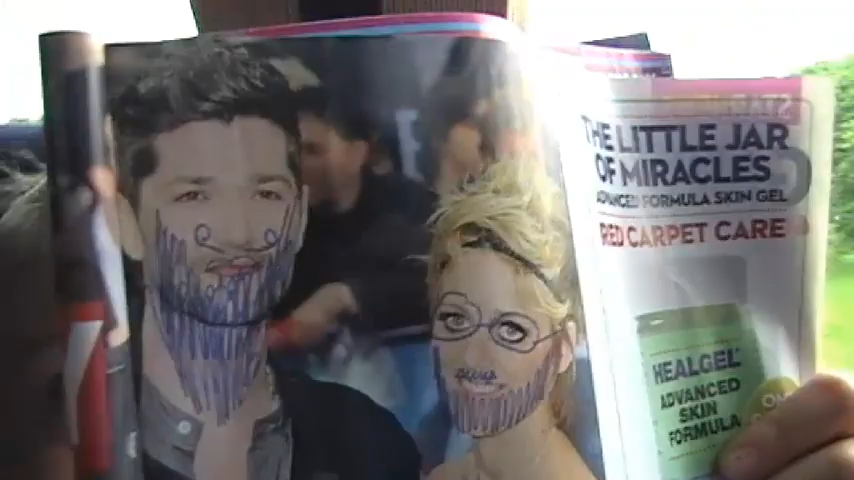 THE LITTLE JAR
OF MIRACLES
ADVANCED FORMULA SKIN GEL
RED CARPET CARE
HEALGEL
ADVANCED
SKIN
FORMULA